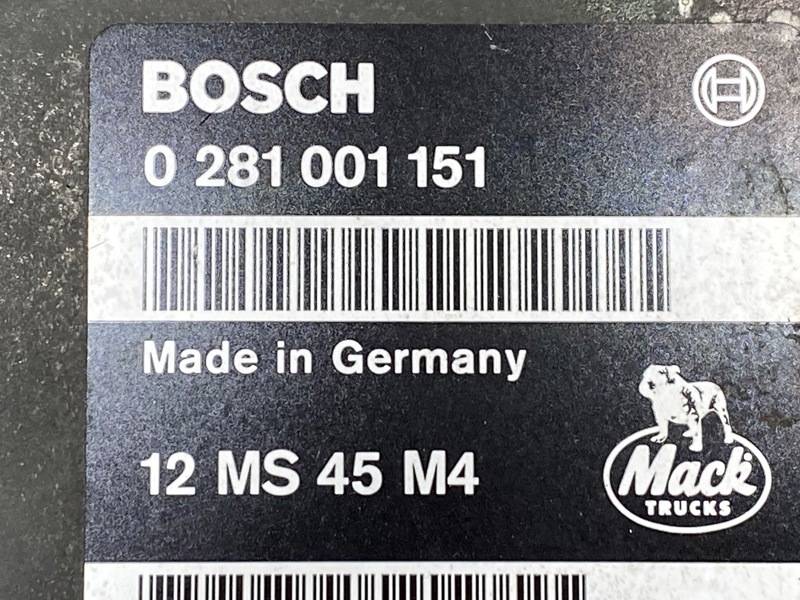 BOSCH
0 281 001 151
Made in Germany
12 MS 45 M4
Mack
TRUCKS